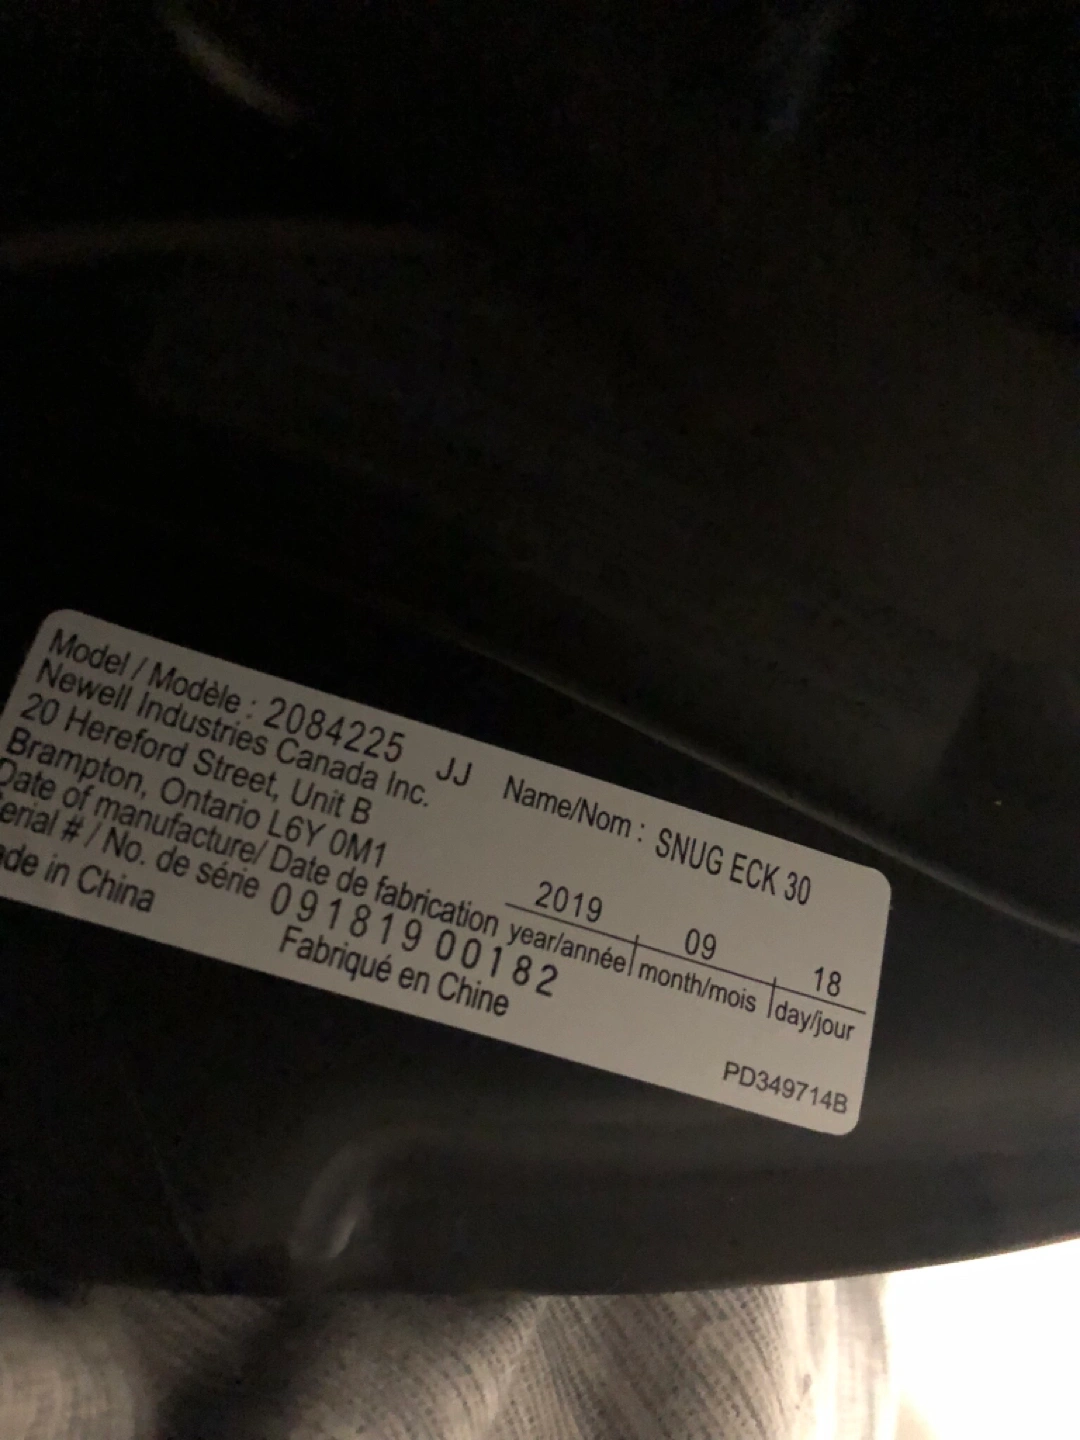 Model / Modèle : 2084225 JJ Name/Nom : SNUG ECK 30
Newell Industries Canada Inc.
20 Hereford Street, Unit B
Brampton, Ontario L6Y 0M1
Date of manufacture/ Date de fabrication 2019 09 18
year/année month/mois day/jour
erial # / No. de série 091819 00182
ade in China Fabriqué en Chine
PD349714B